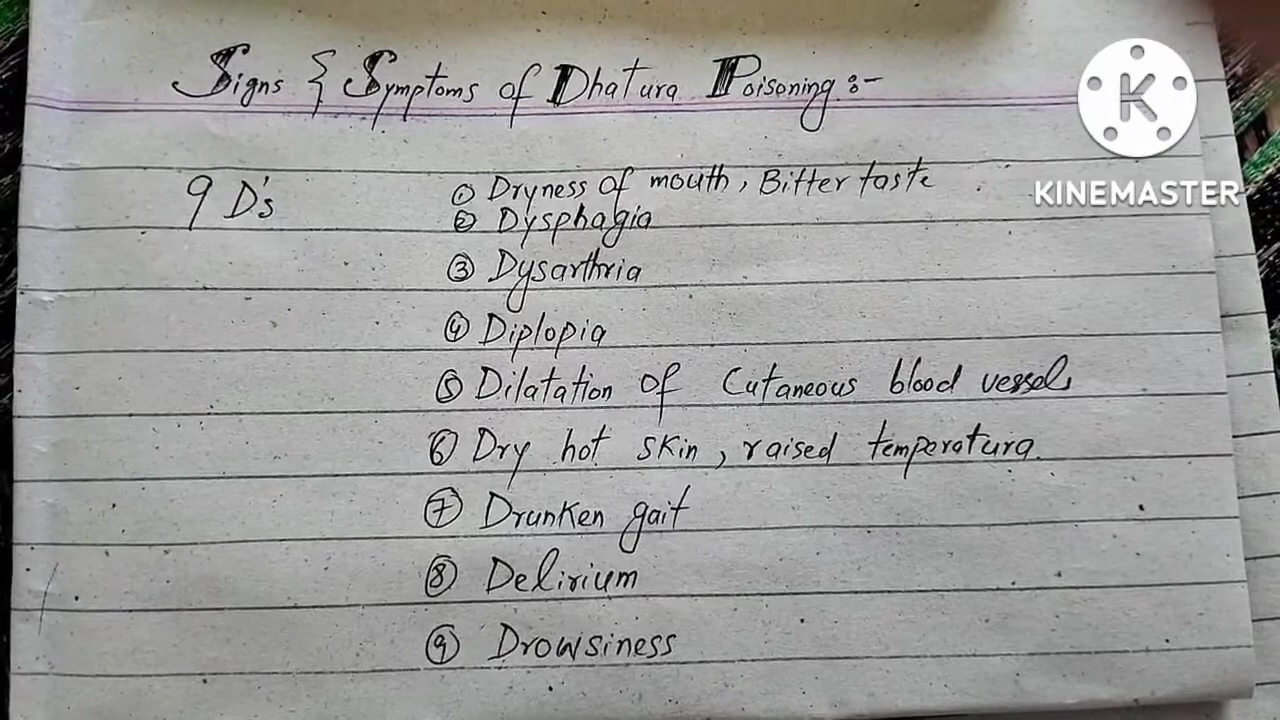 Signs & Symptoms of Dhatura Poisoning :-
KINEMASTER
9 D's
① Dryness of mouth, Bitter taste
② Dysphagia
③ Dysarthria
④ Diplopia
⑤ Dilatation of Cutaneous blood vessels
⑥ Dry hot skin, raised temperatura.
⑦ Drunken gait
⑧ Delirium
⑨ Drowsiness